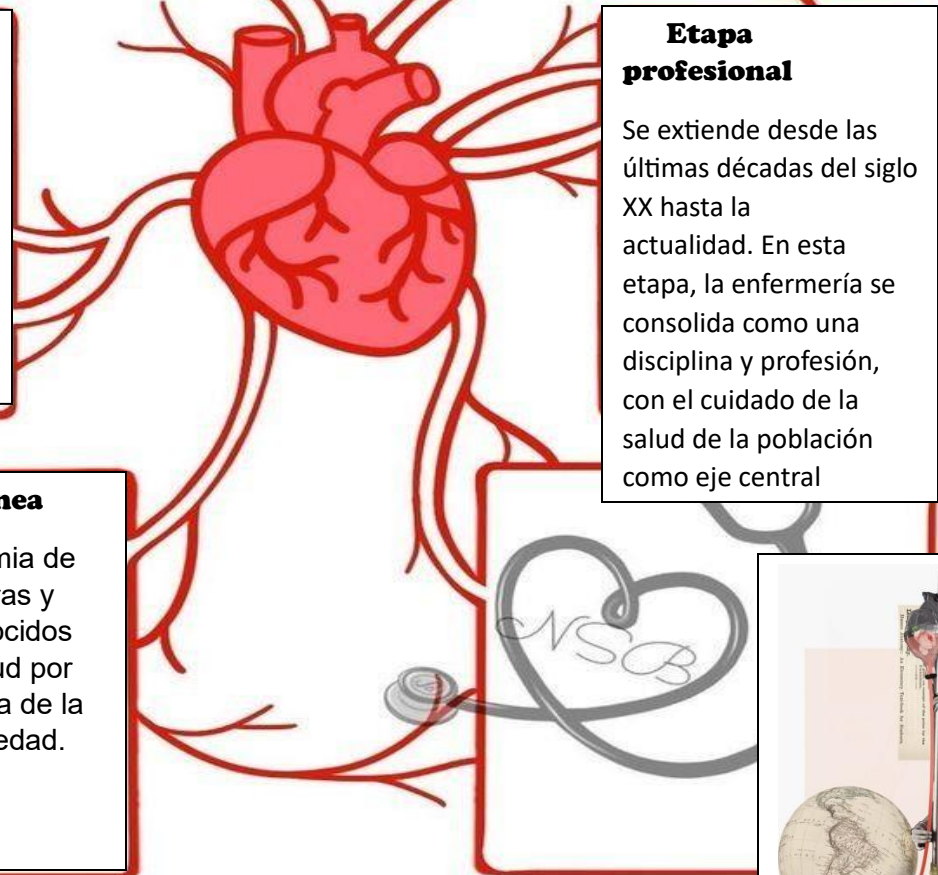 Etapa
profesional
Se extiende desde las
últimas décadas del siglo
XX hasta la
actualidad. En esta
etapa, la enfermería se
consolida como una
disciplina y profesión,
con el cuidado de la
salud de la población
como eje central
nea
mia de
as y
ocidos
ud por
a de la
edad.
NSB